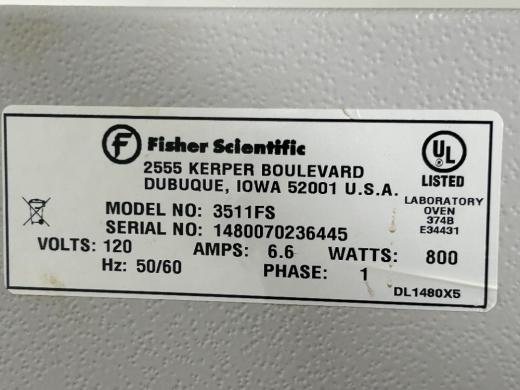 Fisher Scientific
2555 KERPER BOULEVARD
DUBUQUE, IOWA 52001 U.S.A.
UL
LISTED
LABORATORY
OVEN
374B
E34431
MODEL NO: 3511FS
SERIAL NO: 1480070236445
VOLTS: 120 AMPS: 6.6 WATTS: 800
Hz: 50/60 PHASE: 1
DL1480X5